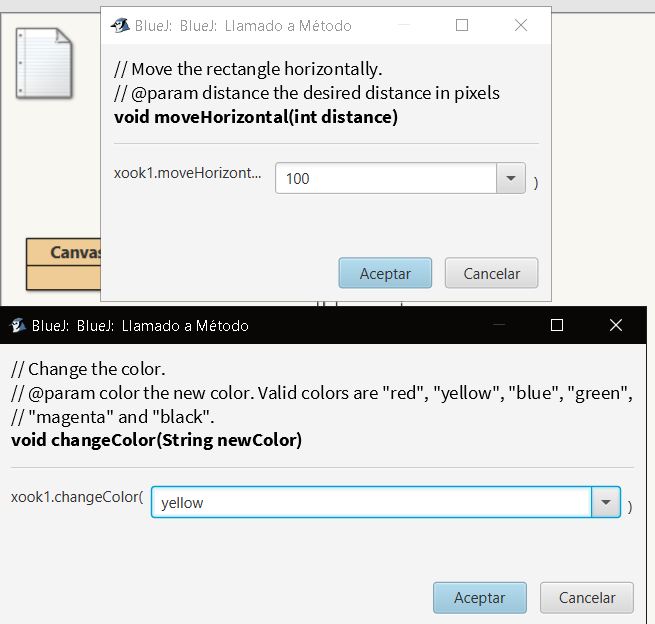 BlueJ: BlueJ: Llamado a Método
// Move the rectangle horizontally.
// @param distance the desired distance in pixels
void moveHorizontal(int distance)
xook1.moveHorizont... 100 )
Canvas
Aceptar Cancelar
BlueJ: BlueJ: Llamado a Método
// Change the color.
// @param color the new color. Valid colors are "red", "yellow", "blue", "green",
// "magenta" and "black".
void changeColor(String newColor)
xook1.changeColor( yellow )
Aceptar Cancelar